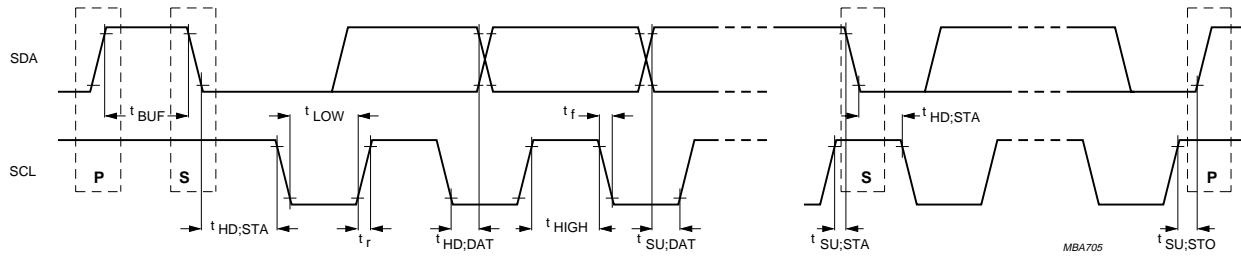 SDA
t BUF
t LOW
t f
t HD;STA
SCL
P
S
S
P
t HD;STA
t r
t HD;DAT
t HIGH
t SU;DAT
t SU;STA
MBA705
t SU;STO